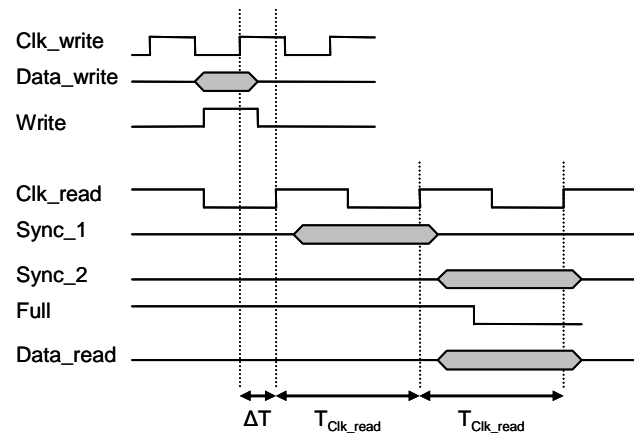 Clk_write
Data_write
Write
Clk_read
Sync_1
Sync_2
Full
Data_read
ΔT T_Clk_read T_Clk_read